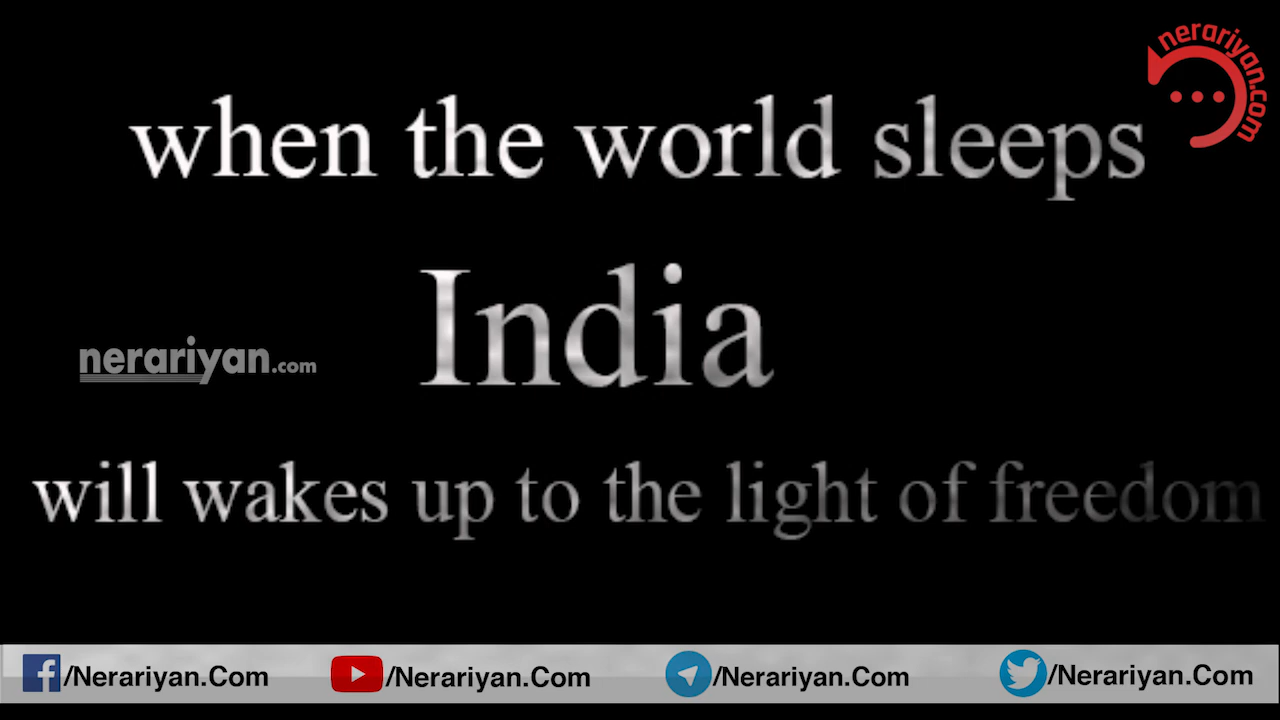 nerariyan.com
when the world sleeps
India
nerariyan.com
will wakes up to the light of freedom
/Nerariyan.Com /Nerariyan.Com /Nerariyan.Com /Nerariyan.Com